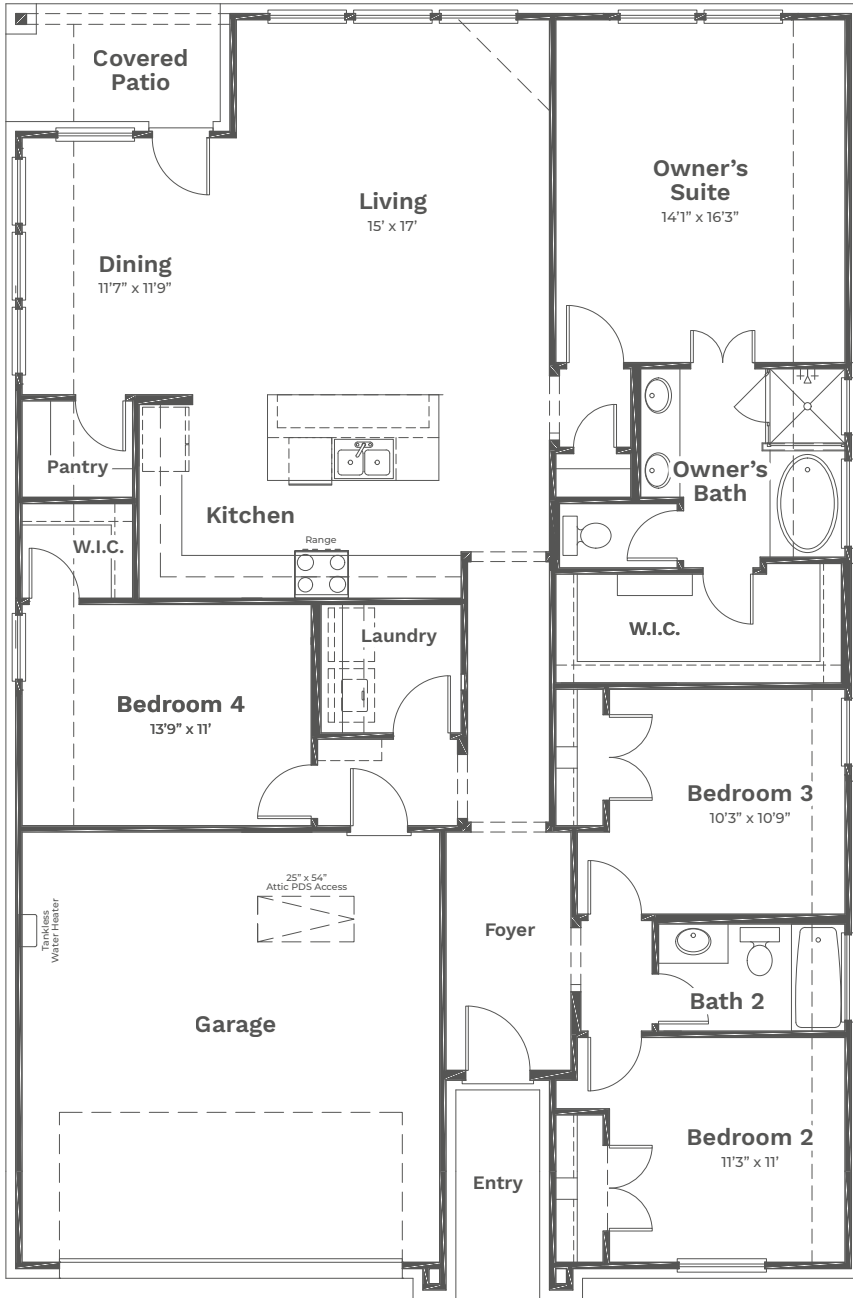 Covered
Patio
Living
15’ x 17’
Owner’s
Suite
14’1” x 16’3”
Dining
11’7” x 11’9”
Pantry
Owner’s
Bath
Kitchen
Range
W.I.C.
W.I.C.
Laundry
Bedroom 4
13’9” x 11’
Bedroom 3
10’3” x 10’9”
25” x 54”
Attic PDS Access
Tankless
Water Heater
Foyer
Bath 2
Garage
Bedroom 2
11’3” x 11’
Entry